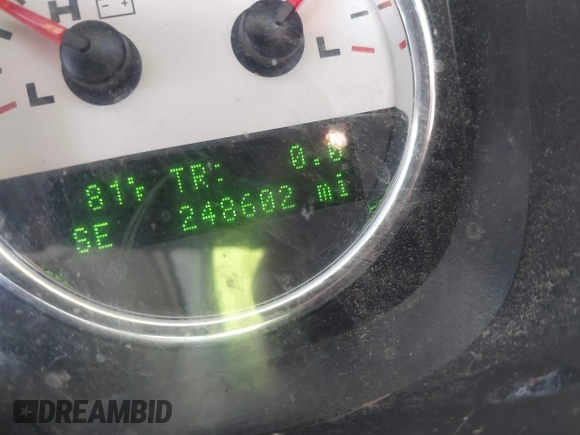 H - +
L L
81°F TR: 0.0
SE 248602 mi
DREAMBID